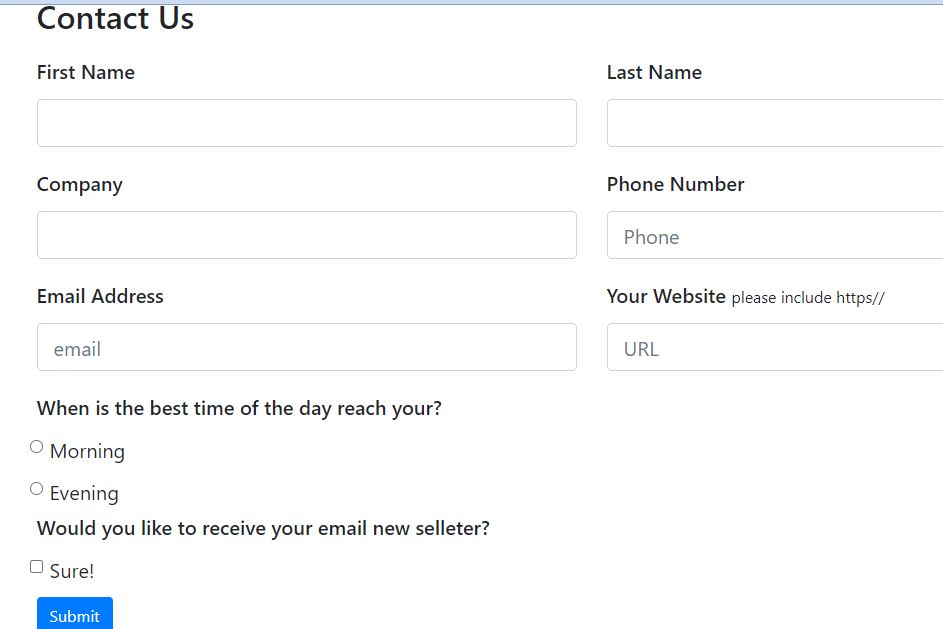 Contact Us
First Name
Last Name
Company
Phone Number
Phone
Email Address
Your Website please include https//
email
URL
When is the best time of the day reach your?
Morning
Evening
Would you like to receive your email new selleter?
Sure!
Submit